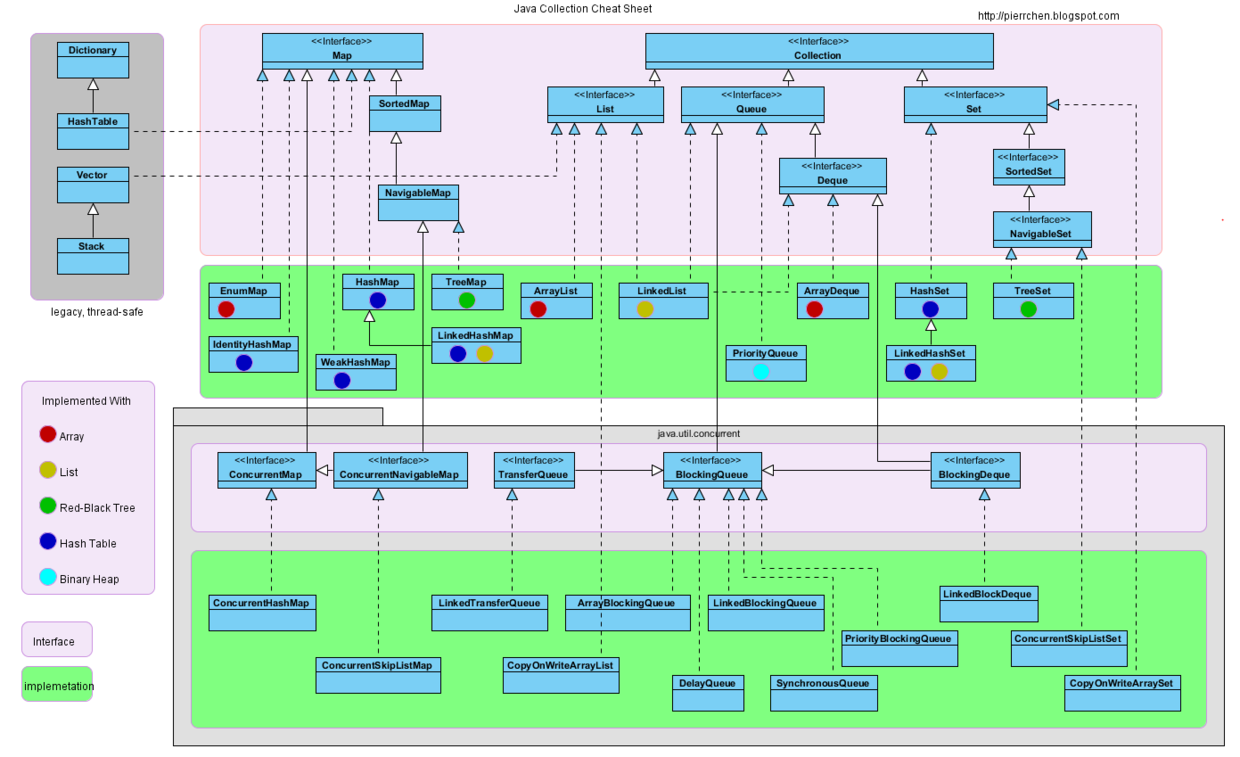 Java Collection Cheat Sheet
http://pierrchen.blogspot.com
Dictionary
HashTable
Vector
Stack
legacy, thread-safe
<<Interface>>
Map
SortedMap
NavigableMap
<<Interface>>
Collection
<<Interface>>
List
<<Interface>>
Queue
<<Interface>>
Set
<<Interface>>
Deque
<<Interface>>
SortedSet
<<Interface>>
NavigableSet
EnumMap
HashMap
TreeMap
ArrayList
LinkedList
ArrayDeque
HashSet
TreeSet
IdentityHashMap
WeakHashMap
LinkedHashMap
PriorityQueue
LinkedHashSet
Implemented With
Array
List
Red-Black Tree
Hash Table
Binary Heap
Interface
implemetation
java.util.concurrent
<<Interface>>
ConcurrentMap
<<Interface>>
ConcurrentNavigableMap
<<Interface>>
TransferQueue
<<Interface>>
BlockingQueue
<<Interface>>
BlockingDeque
ConcurrentHashMap
LinkedTransferQueue
ArrayBlockingQueue
LinkedBlockingQueue
LinkedBlockDeque
PriorityBlockingQueue
ConcurrentSkipListSet
ConcurrentSkipListMap
CopyOnWriteArrayList
DelayQueue
SynchronousQueue
CopyOnWriteArraySet